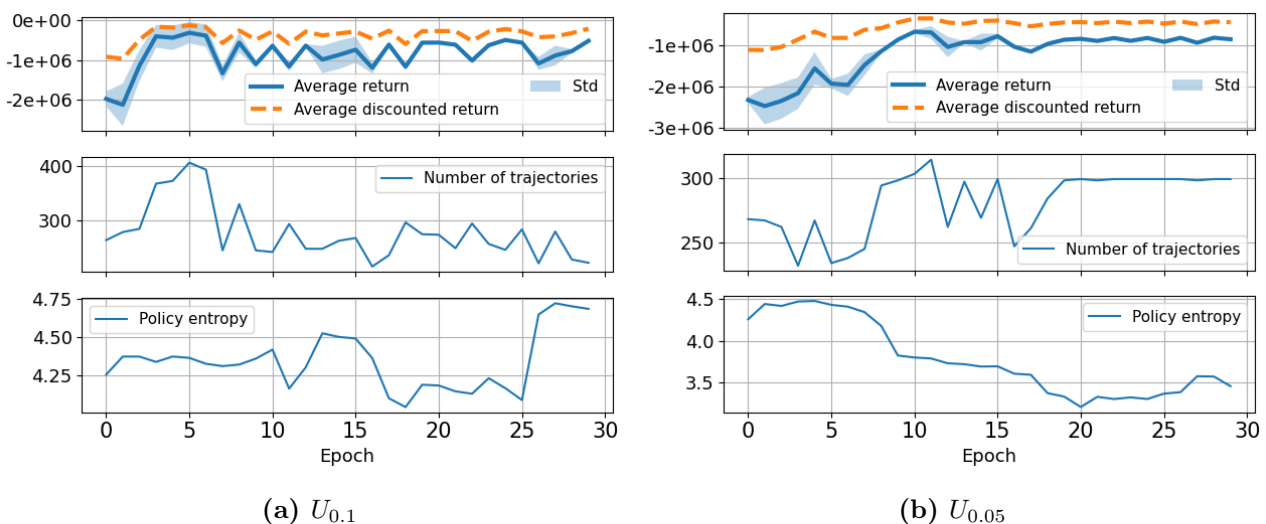 0e+00
-1e+06
-2e+06
Average return
Std
Average discounted return
400
300
Number of trajectories
4.75
4.25
Policy entropy
0 5 10 15 20 25 30
Epoch
(a) U0.1
-1e+06
-2e+06
-3e+06
Average return
Std
Average discounted return
300
250
Number of trajectories
4.5
4.0
3.5
Policy entropy
0 5 10 15 20 25 30
Epoch
(b) U0.05